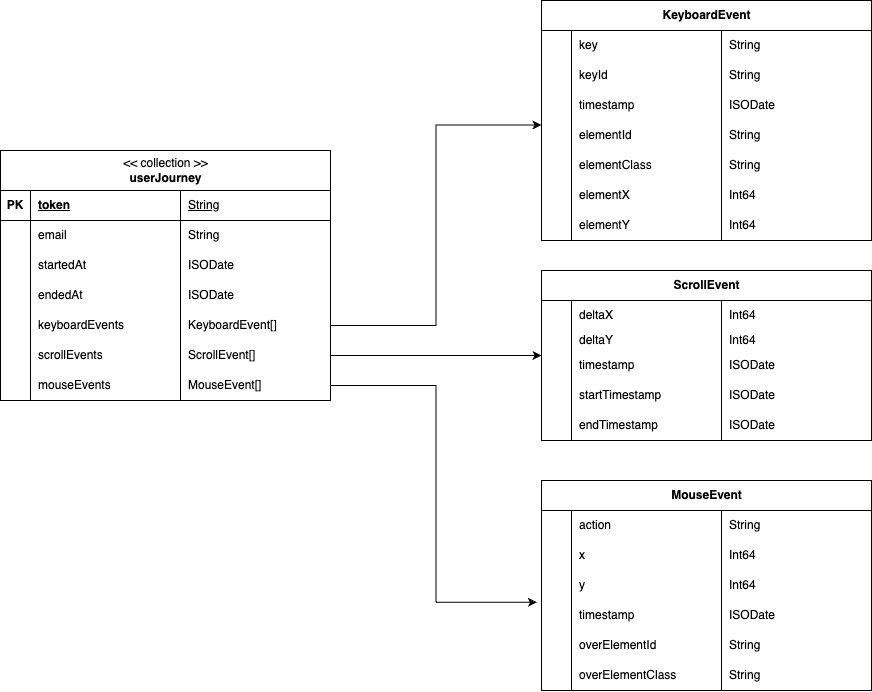 KeyboardEvent
key String
keyId String
timestamp ISODate
elementId String
elementClass String
elementX Int64
elementY Int64
<< collection >>
userJourney
PK token String
email String
startedAt ISODate
endedAt ISODate
keyboardEvents KeyboardEvent[]
scrollEvents ScrollEvent[]
mouseEvents MouseEvent[]
ScrollEvent
deltaX Int64
deltaY Int64
timestamp ISODate
startTimestamp ISODate
endTimestamp ISODate
MouseEvent
action String
x Int64
y Int64
timestamp ISODate
overElementId String
overElementClass String